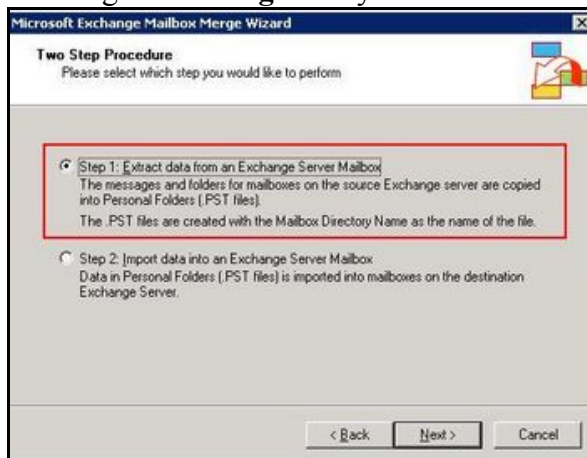 Microsoft Exchange Mailbox Merge Wizard
Two Step Procedure
Please select which step you would like to perform
Step 1: Extract data from an Exchange Server Mailbox
The messages and folders for mailboxes on the source Exchange server are copied
into Personal Folders (.PST files).
The .PST files are created with the Mailbox Directory Name as the name of the file.
Step 2: Import data into an Exchange Server Mailbox
Data in Personal Folders (.PST files) is imported into mailboxes on the destination
Exchange Server.
< Back Next > Cancel